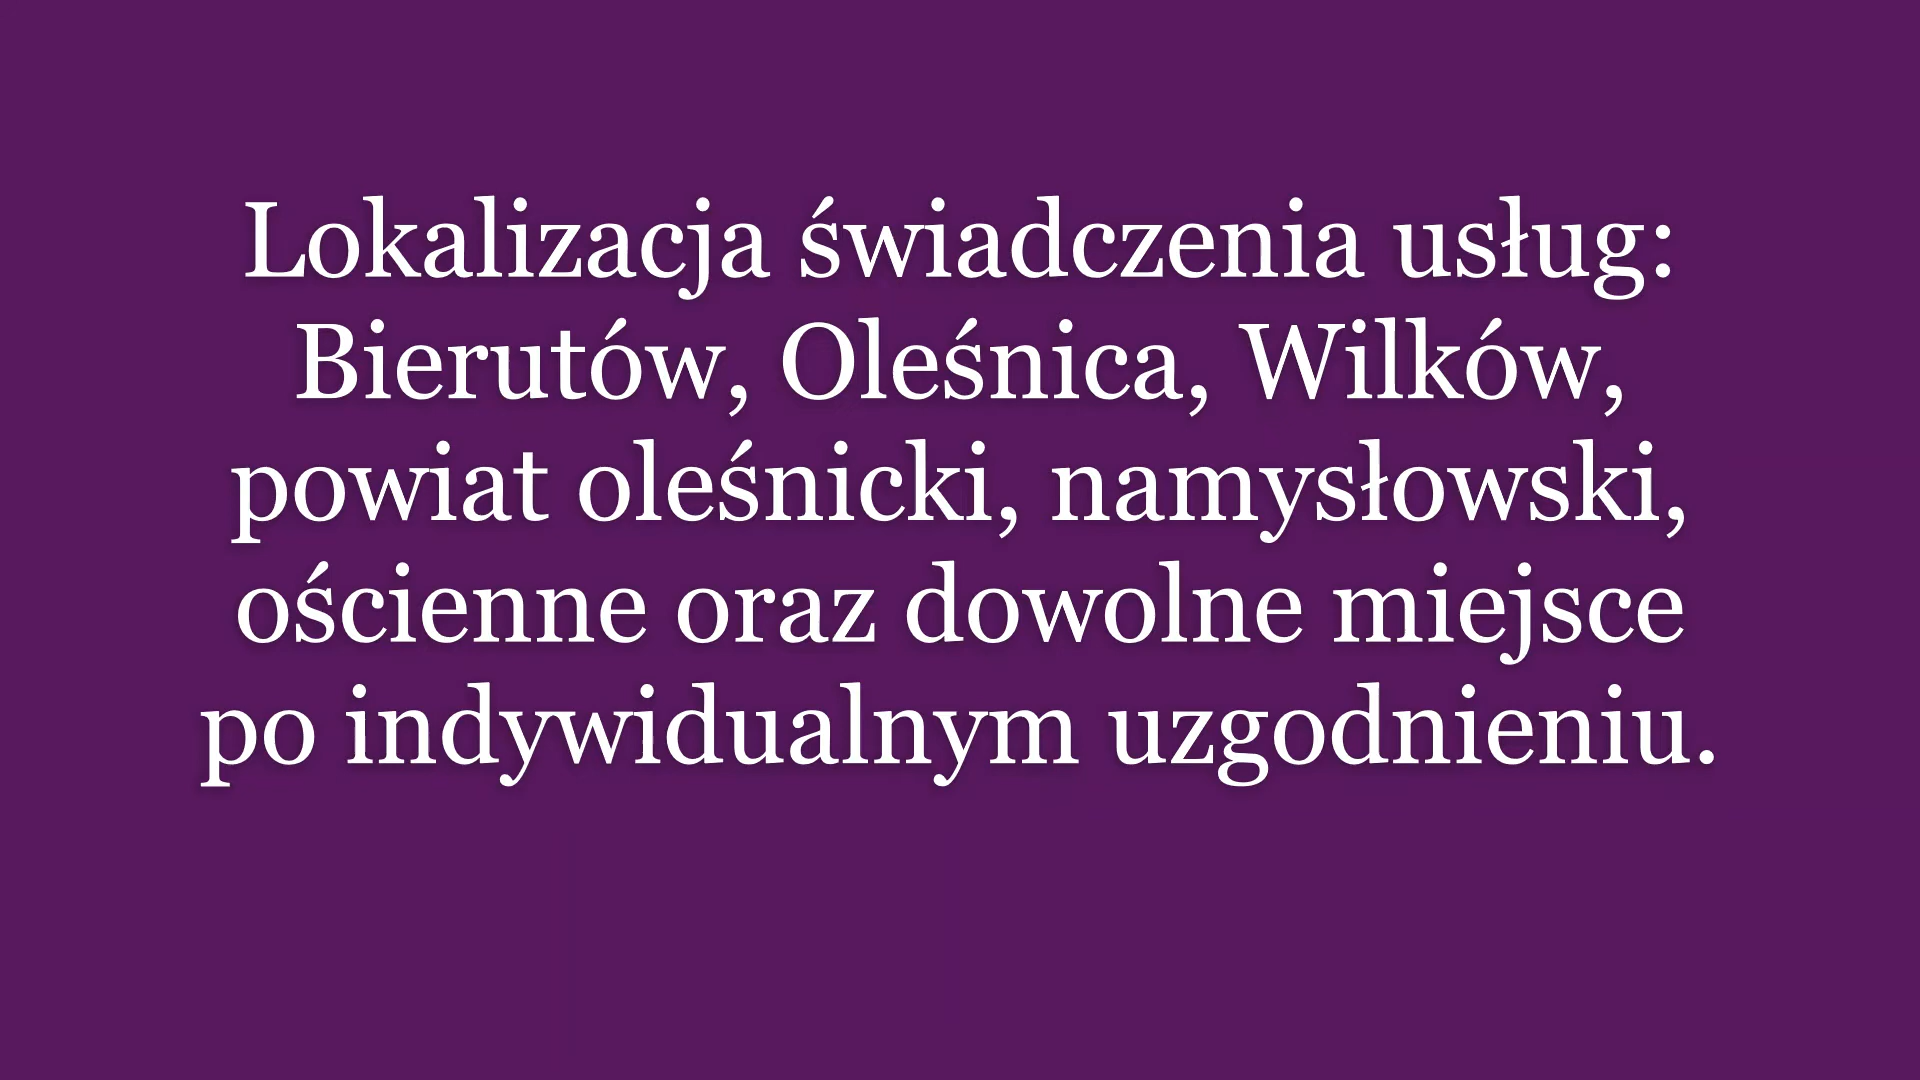 Lokalizacja świadczenia usług:
Bierutów, Oleśnica, Wilków,
powiat oleśnicki, namysłowski,
ościenne oraz dowolne miejsce
po indywidualnym uzgodnieniu.